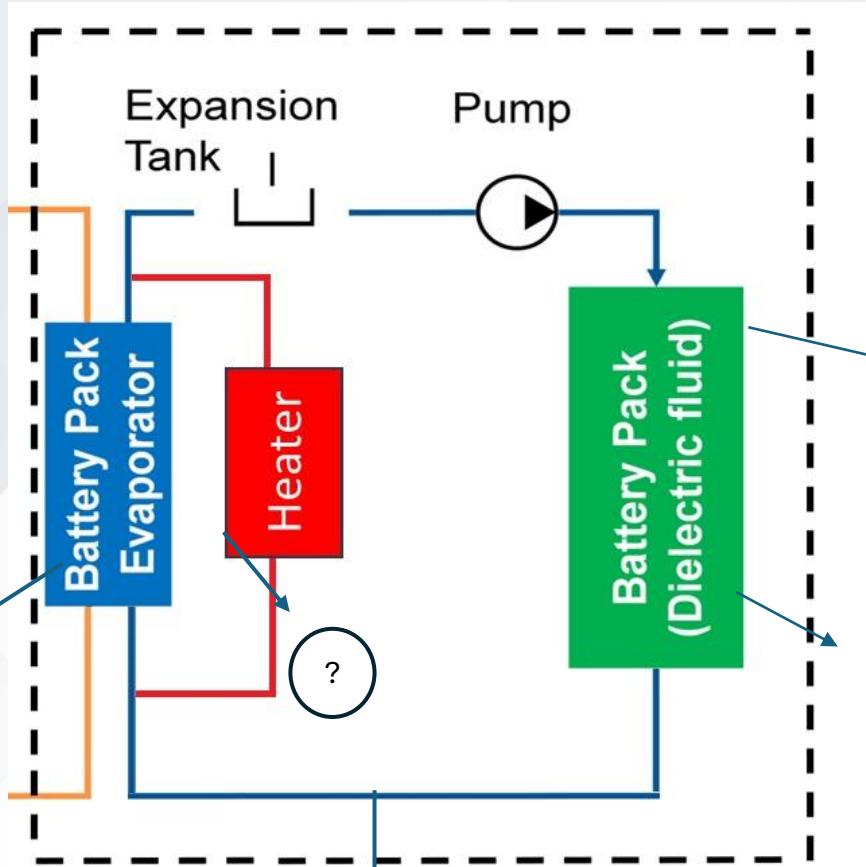 Expansion
Tank
Pump
Battery Pack
Evaporator
Heater
Battery Pack
(Dielectric fluid)
?